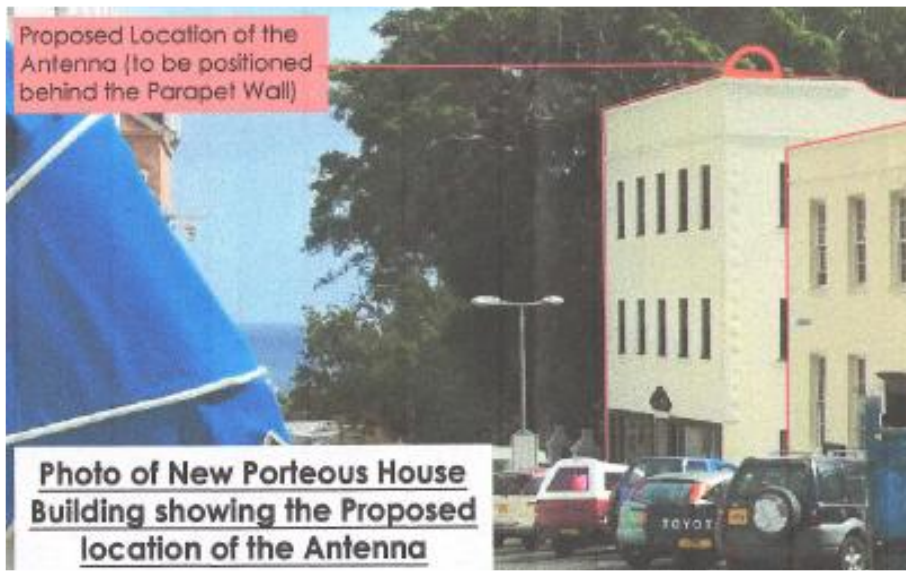 Proposed Location of the
Antenna (to be positioned
behind the Parapet Wall)
TOYOT
Photo of New Porteous House
Building showing the Proposed
location of the Antenna